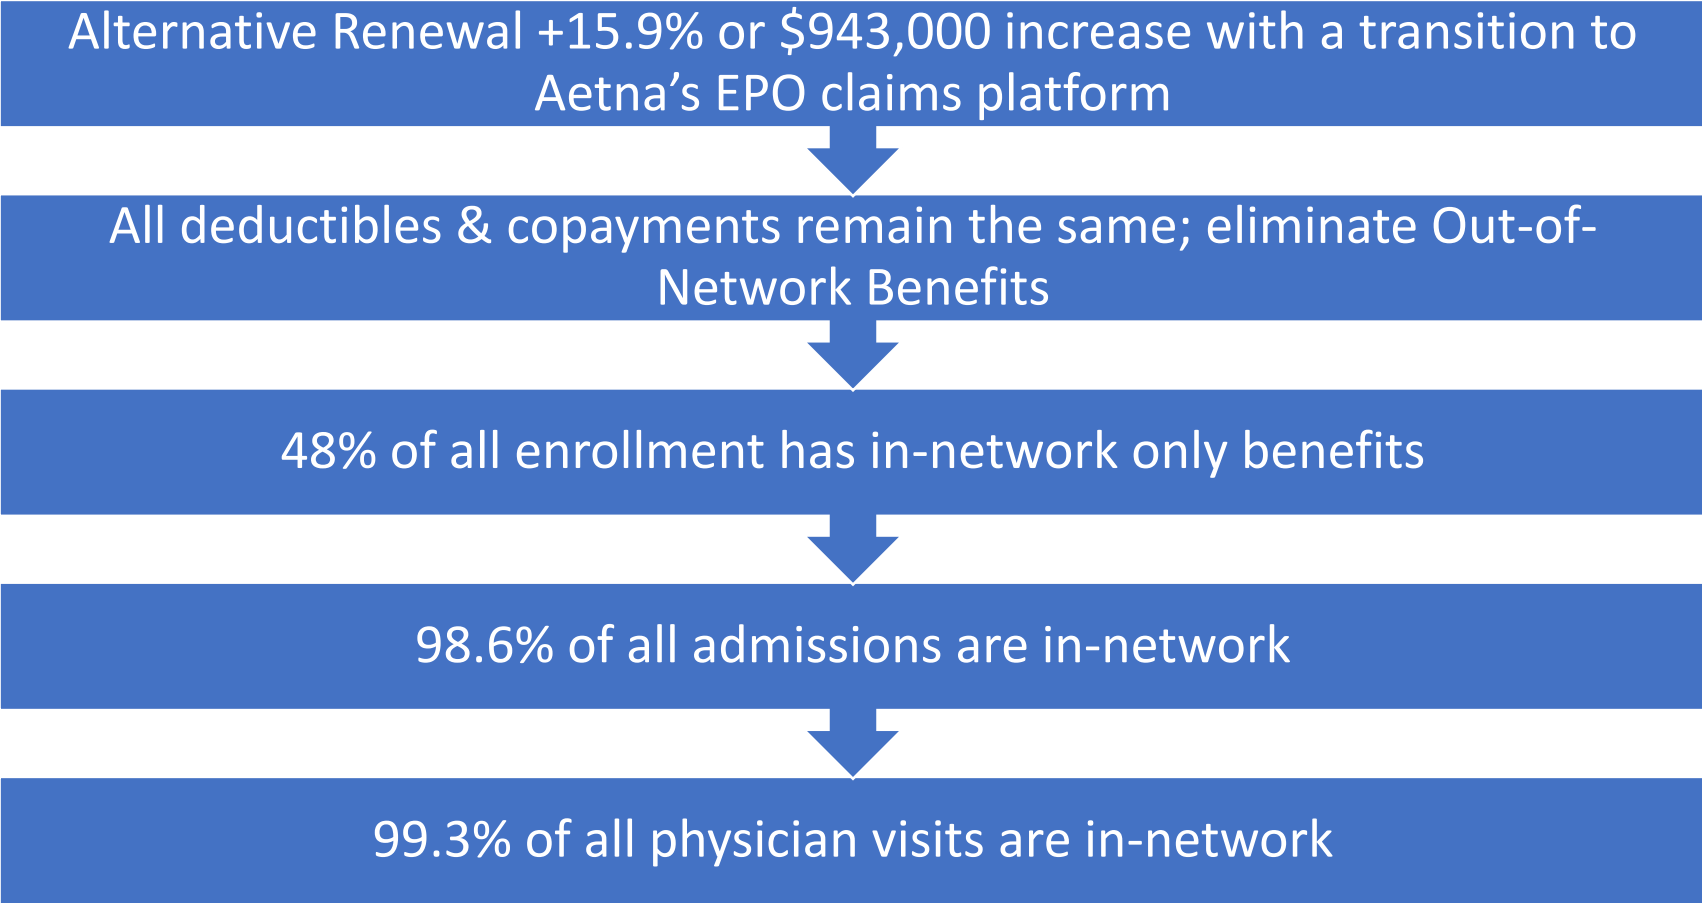 Alternative Renewal +15.9% or $943,000 increase with a transition to
Aetna’s EPO claims platform
All deductibles & copayments remain the same; eliminate Out-of-
Network Benefits
48% of all enrollment has in-network only benefits
98.6% of all admissions are in-network
99.3% of all physician visits are in-network